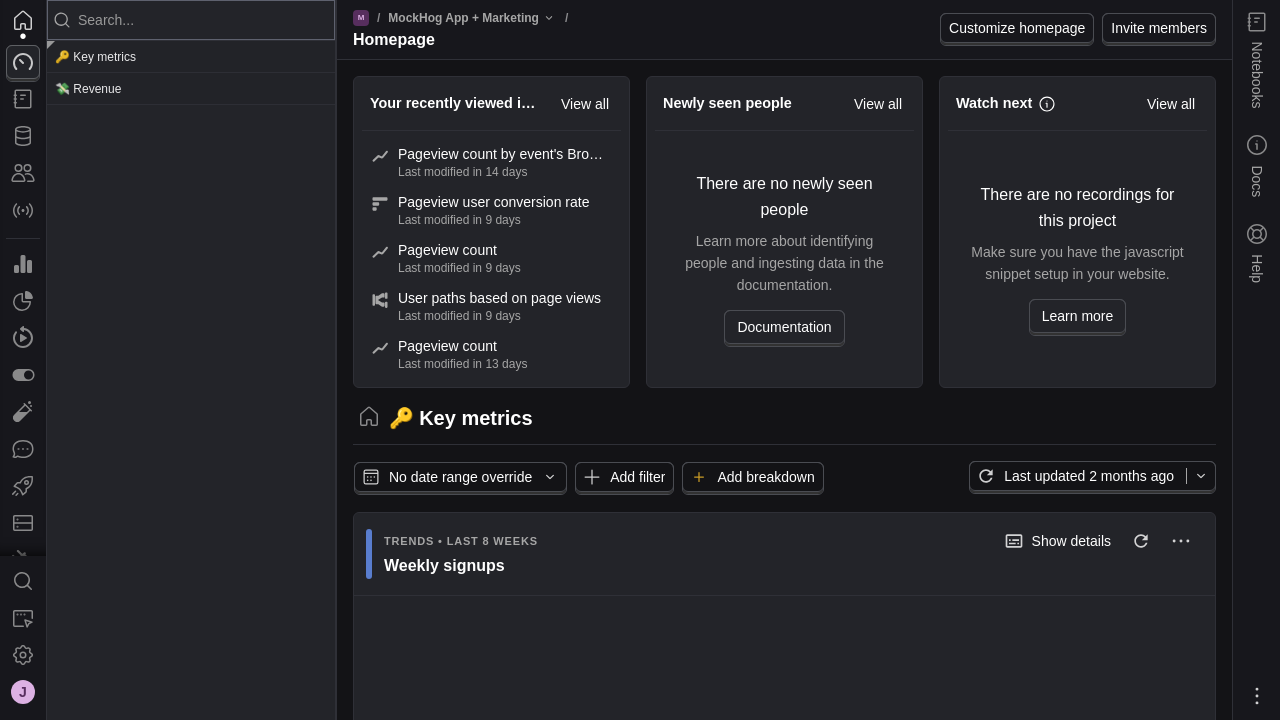 Search...
🔑 Key metrics
💸 Revenue
J
M / MockHog App + Marketing /
Homepage
Customize homepage
Invite members
Your recently viewed i...
View all
Pageview count by event's Bro...
Last modified in 14 days
Pageview user conversion rate
Last modified in 9 days
Pageview count
Last modified in 9 days
User paths based on page views
Last modified in 9 days
Pageview count
Last modified in 13 days
Newly seen people
View all
There are no newly seen
people
Learn more about identifying
people and ingesting data in the
documentation.
Documentation
Watch next
View all
There are no recordings for
this project
Make sure you have the javascript
snippet setup in your website.
Learn more
🔑 Key metrics
No date range override
Add filter
Add breakdown
Last updated 2 months ago
TRENDS • LAST 8 WEEKS
Show details
Weekly signups
Notebooks
Docs
Help